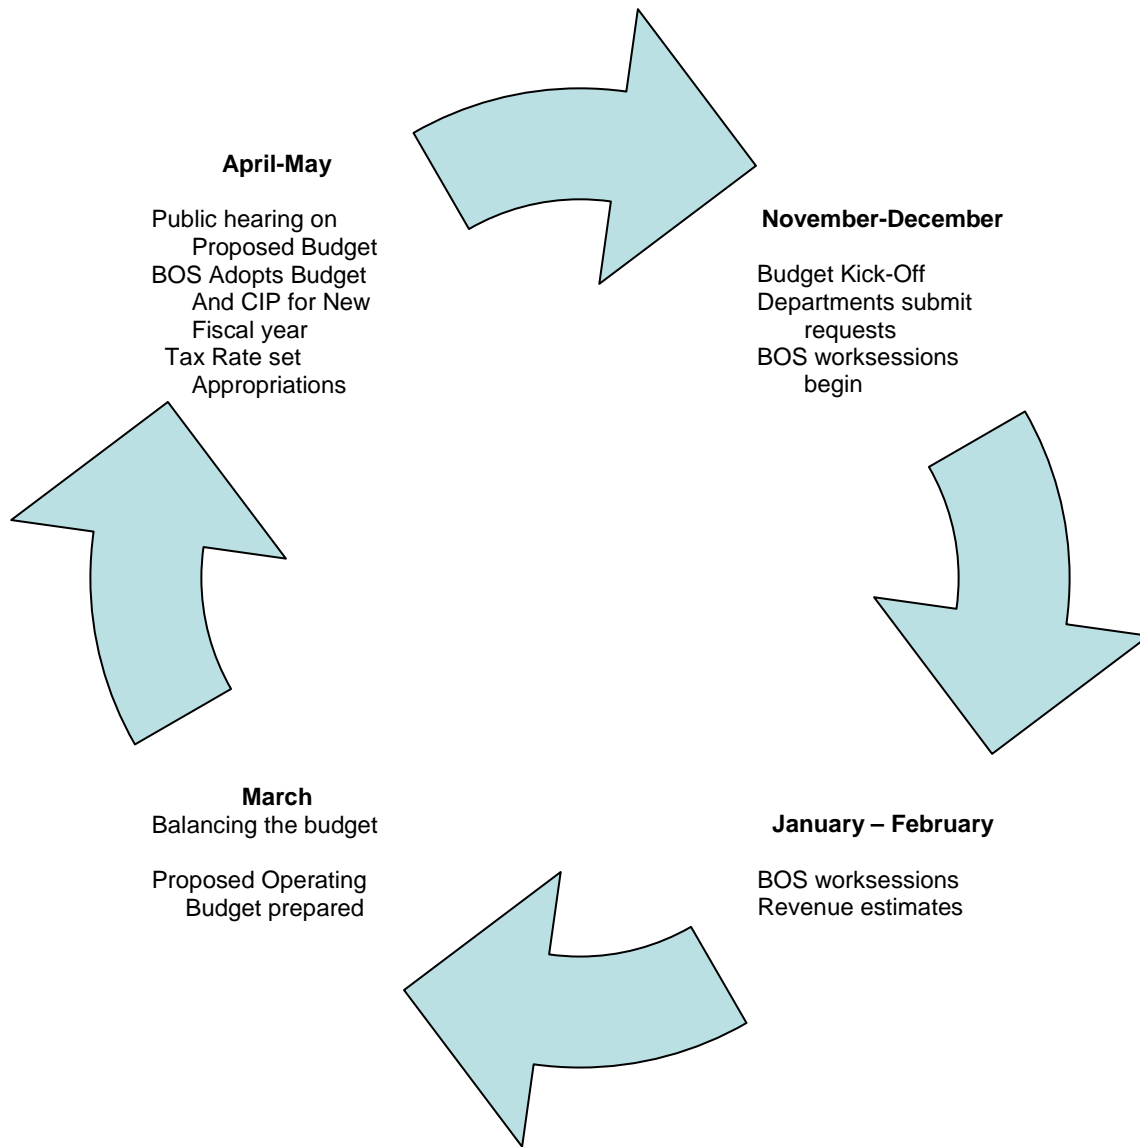 April-May
Public hearing on
Proposed Budget
BOS Adopts Budget
And CIP for New
Fiscal year
Tax Rate set
Appropriations
November-December
Budget Kick-Off
Departments submit
requests
BOS worksessions
begin
January – February
BOS worksessions
Revenue estimates
March
Balancing the budget
Proposed Operating
Budget prepared